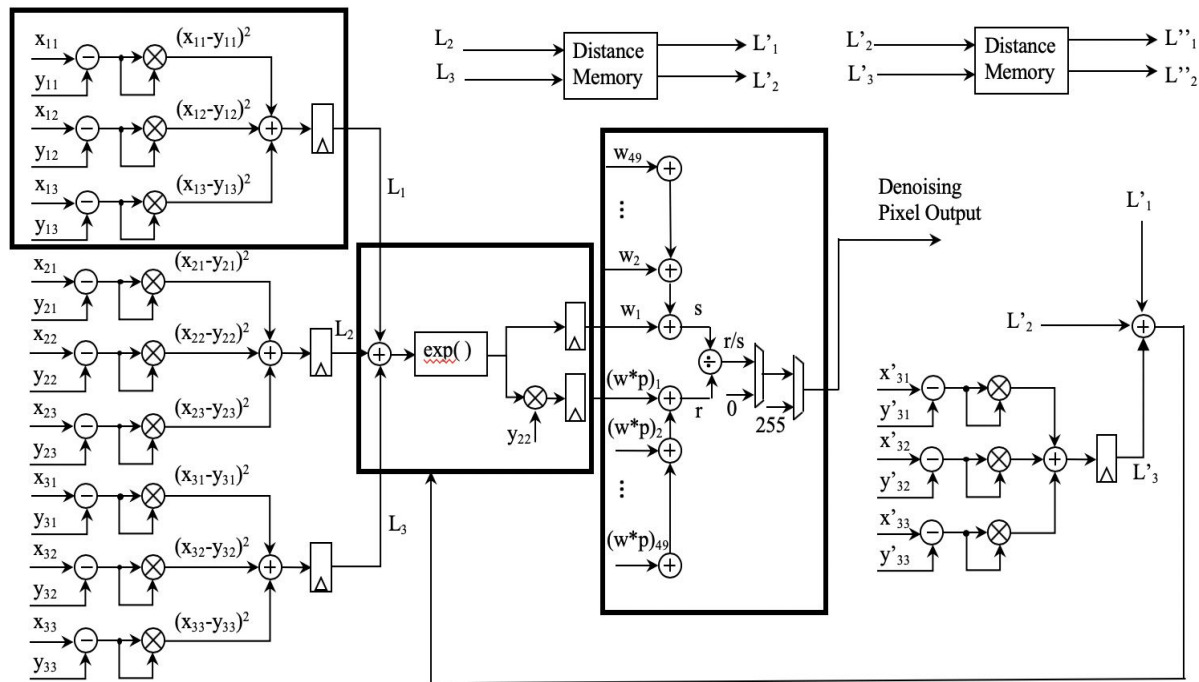 x11
(x11-y11)2
y11
x12
(x12-y12)2
y12
x13
(x13-y13)2
y13
x21
(x21-y21)2
y21
x22
(x22-y22)2
y22
x23
(x23-y23)2
y23
x31
(x31-y31)2
y31
x32
(x32-y32)2
y32
x33
(x33-y33)2
y33
L1
L2
L3
exp( )
y22
L2
L3
Distance
Memory
L'1
L'2
L'2
L'3
Distance
Memory
L''1
L''2
w49
⋮
w2
w1
s
r/s
(w*p)1
r
0
255
(w*p)2
⋮
(w*p)49
Denoising
Pixel Output
L'1
L'2
x'31
y'31
x'32
y'32
x'33
y'33
L'3